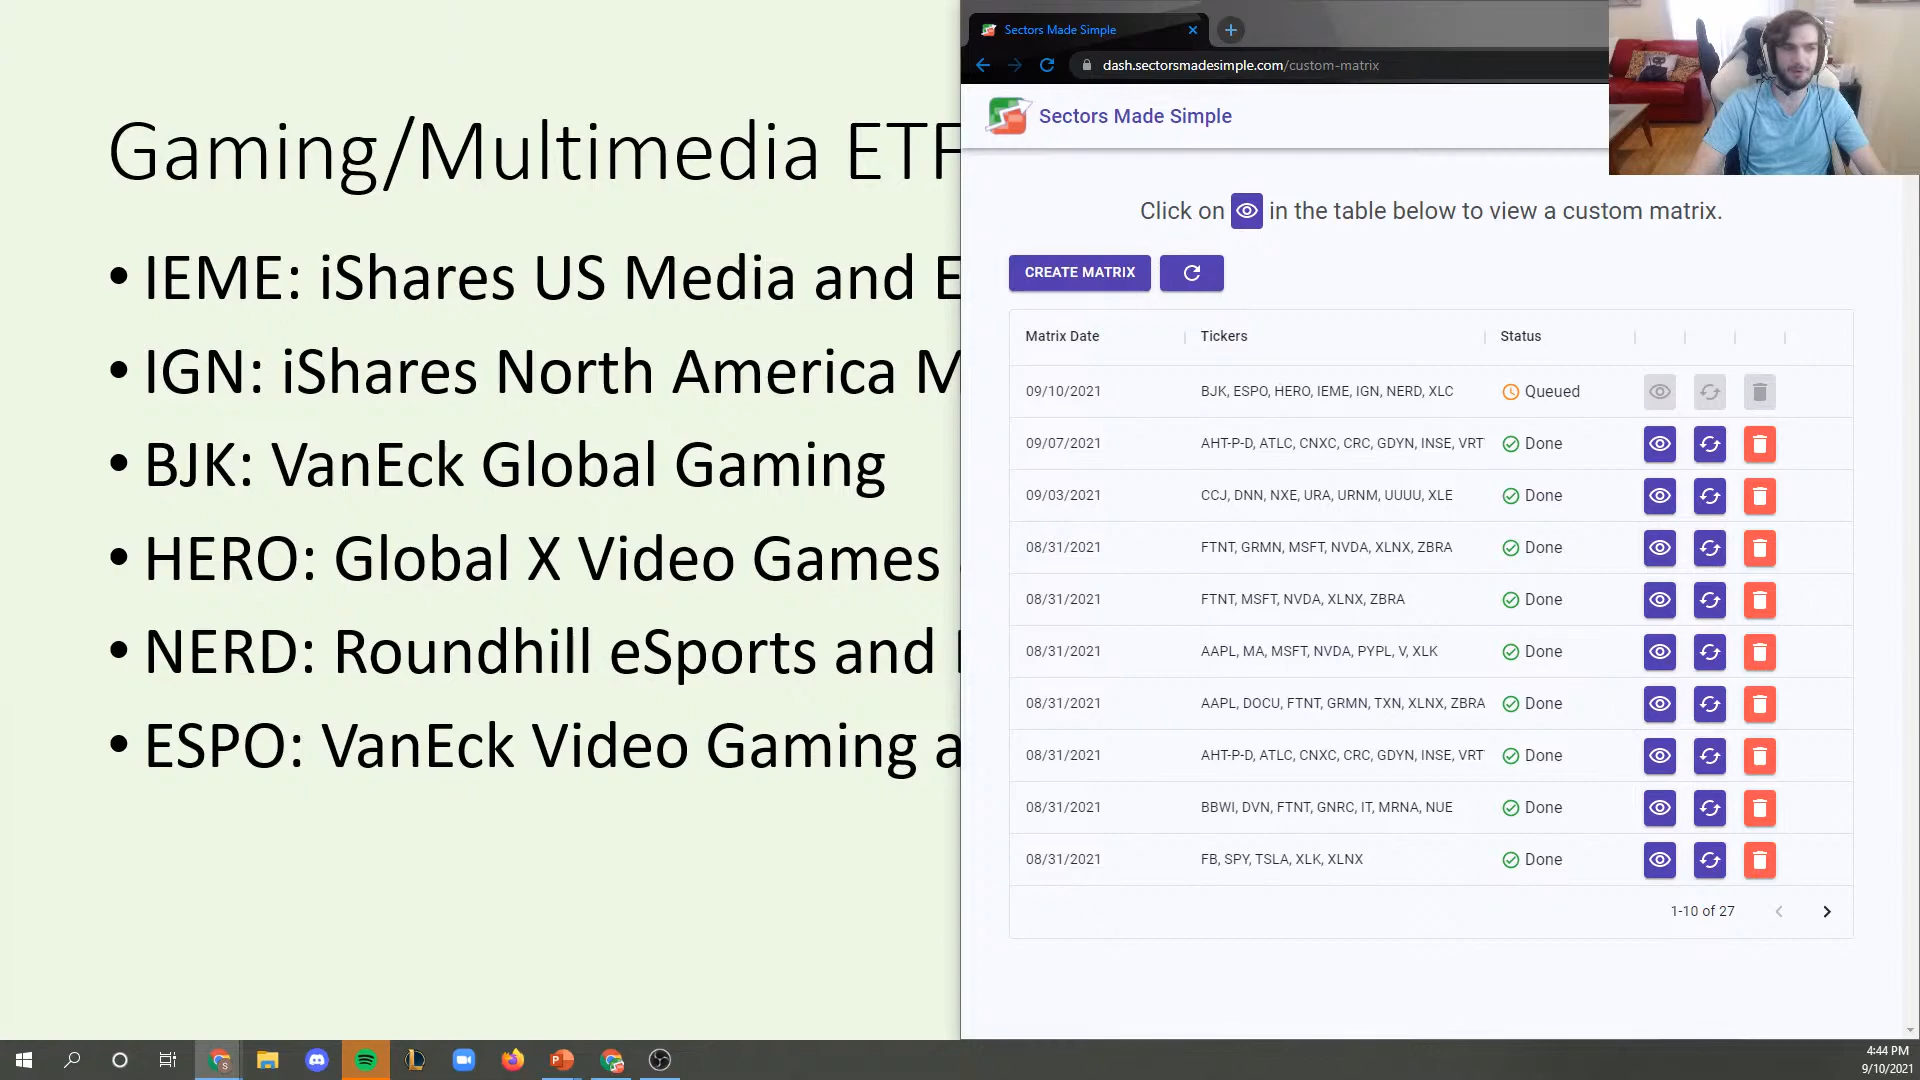 Gaming/Multimedia ETF
• IEME: iShares US Media and E
• IGN: iShares North America M
• BJK: VanEck Global Gaming
• HERO: Global X Video Games
• NERD: Roundhill eSports and
• ESPO: VanEck Video Gaming a
Sectors Made Simple
dash.sectorsmadesimple.com/custom-matrix
Sectors Made Simple
Click on in the table below to view a custom matrix.
CREATE MATRIX
Matrix Date Tickers Status
09/10/2021 BJK, ESPO, HERO, IEME, IGN, NERD, XLC Queued
09/07/2021 AHT-P-D, ATLC, CNXC, CRC, GDYN, INSE, VRT Done
09/03/2021 CCJ, DNN, NXE, URA, URNM, UUUU, XLE Done
08/31/2021 FTNT, GRMN, MSFT, NVDA, XLNX, ZBRA Done
08/31/2021 FTNT, MSFT, NVDA, XLNX, ZBRA Done
08/31/2021 AAPL, MA, MSFT, NVDA, PYPL, V, XLK Done
08/31/2021 AAPL, DOCU, FTNT, GRMN, TXN, XLNX, ZBRA Done
08/31/2021 AHT-P-D, ATLC, CNXC, CRC, GDYN, INSE, VRT Done
08/31/2021 BBWI, DVN, FTNT, GNRC, IT, MRNA, NUE Done
08/31/2021 FB, SPY, TSLA, XLK, XLNX Done
1-10 of 27
4:44 PM
9/10/2021